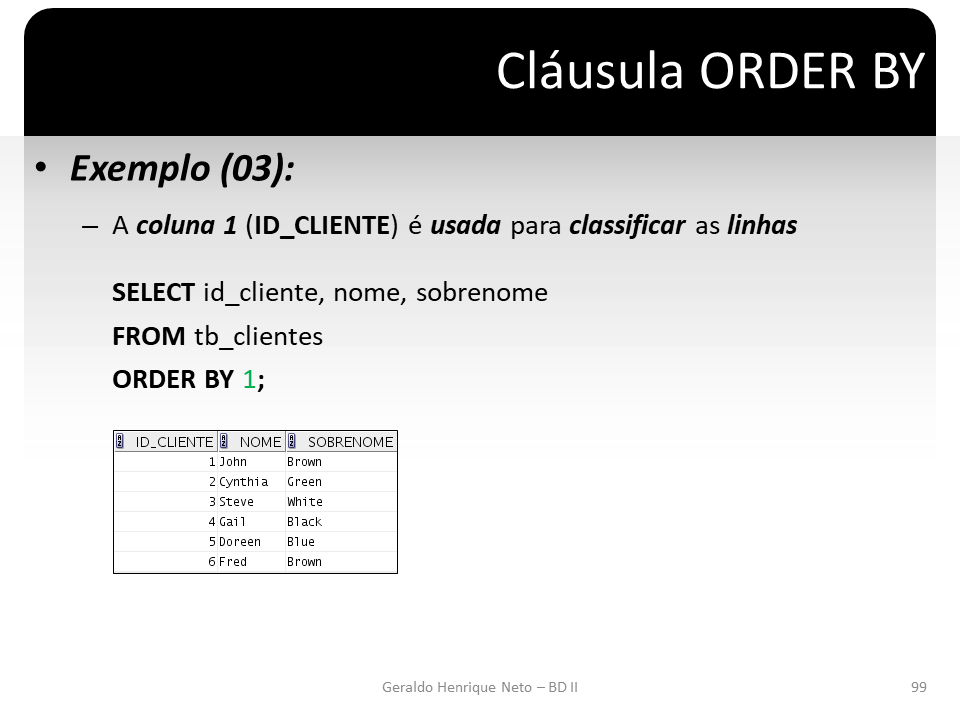 Cláusula ORDER BY
• Exemplo (03):
– A coluna 1 (ID_CLIENTE) é usada para classificar as linhas
SELECT id_cliente, nome, sobrenome
FROM tb_clientes
ORDER BY 1;
ID_CLIENTE NOME SOBRENOME
1 John Brown
2 Cynthia Green
3 Steve White
4 Gail Black
5 Doreen Blue
6 Fred Brown
Geraldo Henrique Neto – BD II 99